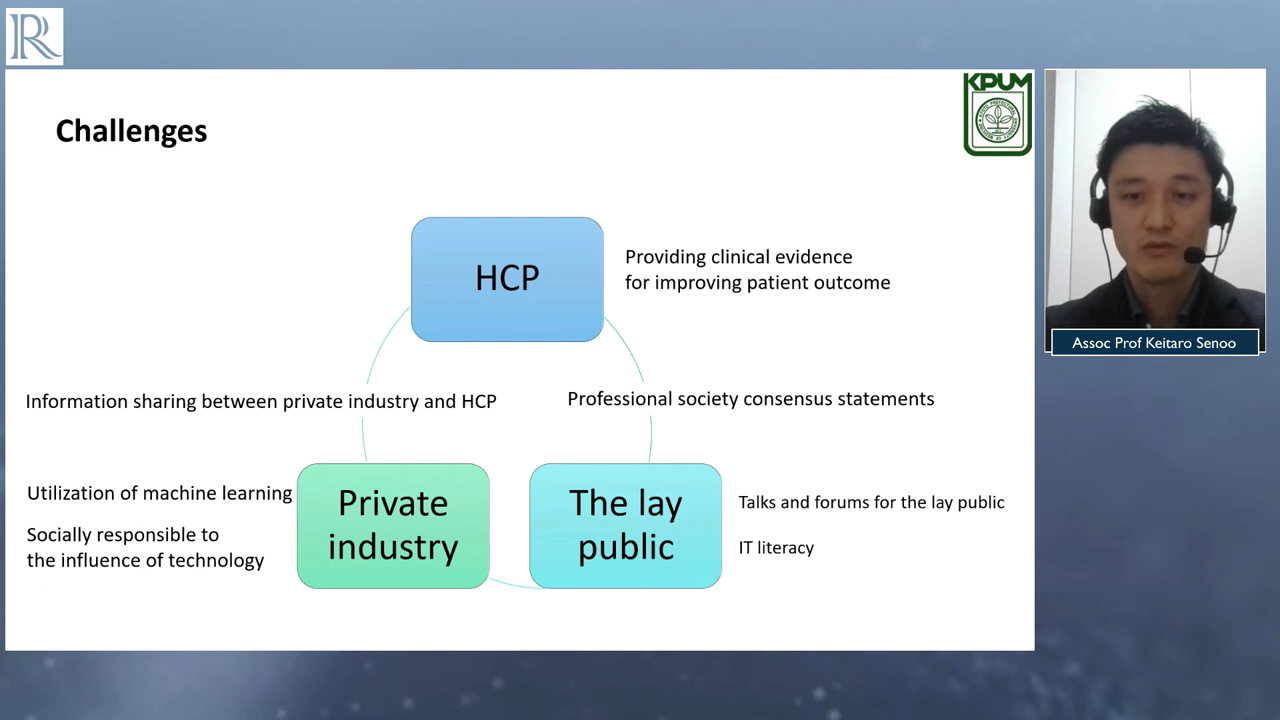 R
KPUM
Challenges
HCP
Providing clinical evidence
for improving patient outcome
Information sharing between private industry and HCP
Professional society consensus statements
Utilization of machine learning
Socially responsible to
the influence of technology
Private
industry
The lay
public
Talks and forums for the lay public
IT literacy
Assoc Prof Keitaro Senoo